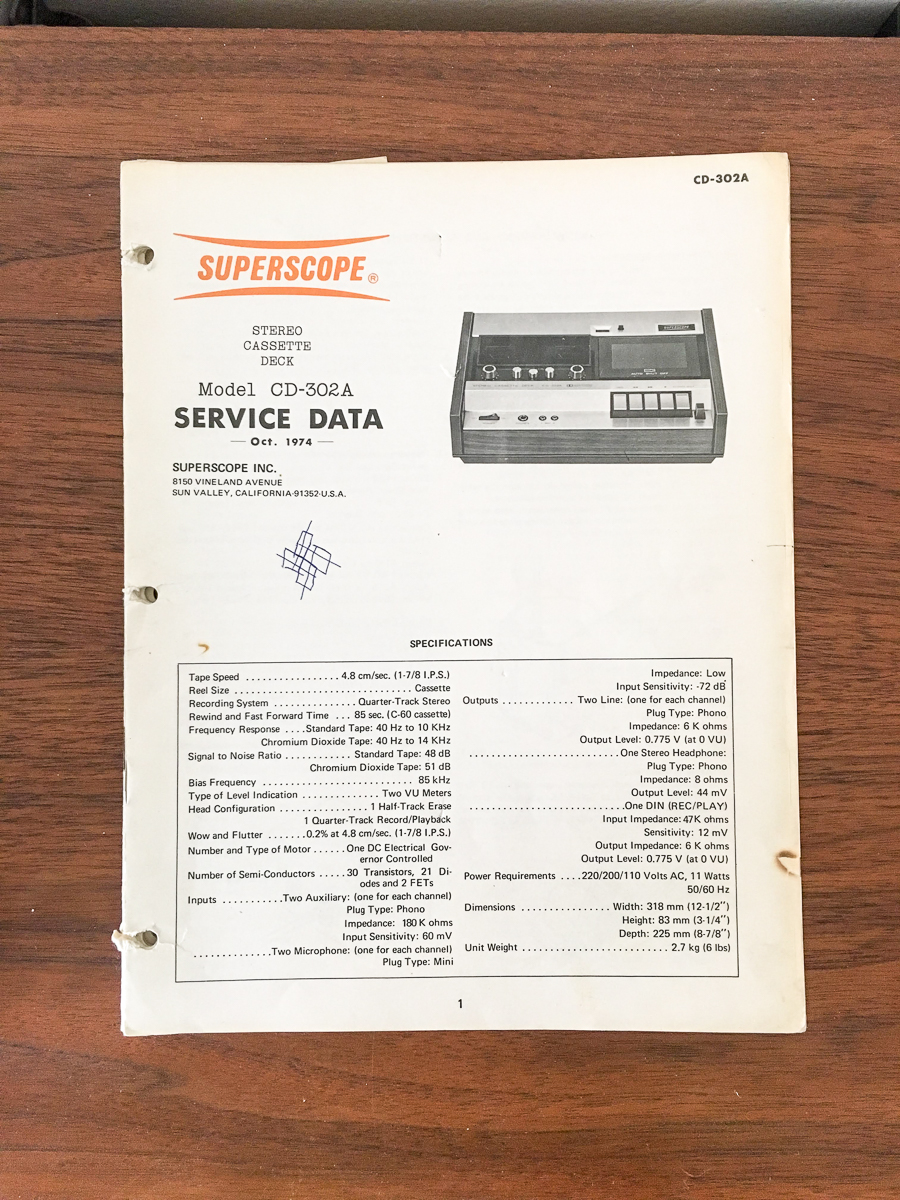 CD-302A
SUPERSCOPE®
STEREO
CASSETTE
DECK
Model CD-302A
SERVICE DATA
— Oct. 1974 —
SUPERSCOPE INC.
8150 VINELAND AVENUE
SUN VALLEY, CALIFORNIA-91352-U.S.A.
SUPERSCOPE
AUTO SHUT OFF
SPECIFICATIONS
Tape Speed ................. 4.8 cm/sec. (1-7/8 I.P.S.)
Reel Size ................................ Cassette
Recording System ............... Quarter-Track Stereo
Rewind and Fast Forward Time ... 85 sec. (C-60 cassette)
Frequency Response .... Standard Tape: 40 Hz to 10 KHz
Chromium Dioxide Tape: 40 Hz to 14 KHz
Signal to Noise Ratio ............ Standard Tape: 48 dB
Chromium Dioxide Tape: 51 dB
Bias Frequency ........................... 85 kHz
Type of Level Indication .............. Two VU Meters
Head Configuration ................ 1 Half-Track Erase
1 Quarter-Track Record/Playback
Wow and Flutter ....... 0.2% at 4.8 cm/sec. (1-7/8 I.P.S.)
Number and Type of Motor ...... One DC Electrical Gov-
ernor Controlled
Number of Semi-Conductors ..... 30 Transistors, 21 Di-
odes and 2 FETs
Inputs ........... Two Auxiliary: (one for each channel)
Plug Type: Phono
Impedance: 180 K ohms
Input Sensitivity: 60 mV
.............. Two Microphone: (one for each channel)
Plug Type: Mini
Impedance: Low
Input Sensitivity: -72 dB
Outputs ............. Two Line: (one for each channel)
Plug Type: Phono
Impedance: 6 K ohms
Output Level: 0.775 V (at 0 VU)
........................... One Stereo Headphone:
Plug Type: Phono
Impedance: 8 ohms
Output Level: 44 mV
............................ One DIN (REC/PLAY)
Input Impedance: 47K ohms
Sensitivity: 12 mV
Output Impedance: 6 K ohms
Output Level: 0.775 V (at 0 VU)
Power Requirements .... 220/200/110 Volts AC, 11 Watts
50/60 Hz
Dimensions ................ Width: 318 mm (12-1/2")
Height: 83 mm (3-1/4")
Depth: 225 mm (8-7/8")
Unit Weight .......................... 2.7 kg (6 lbs)
1